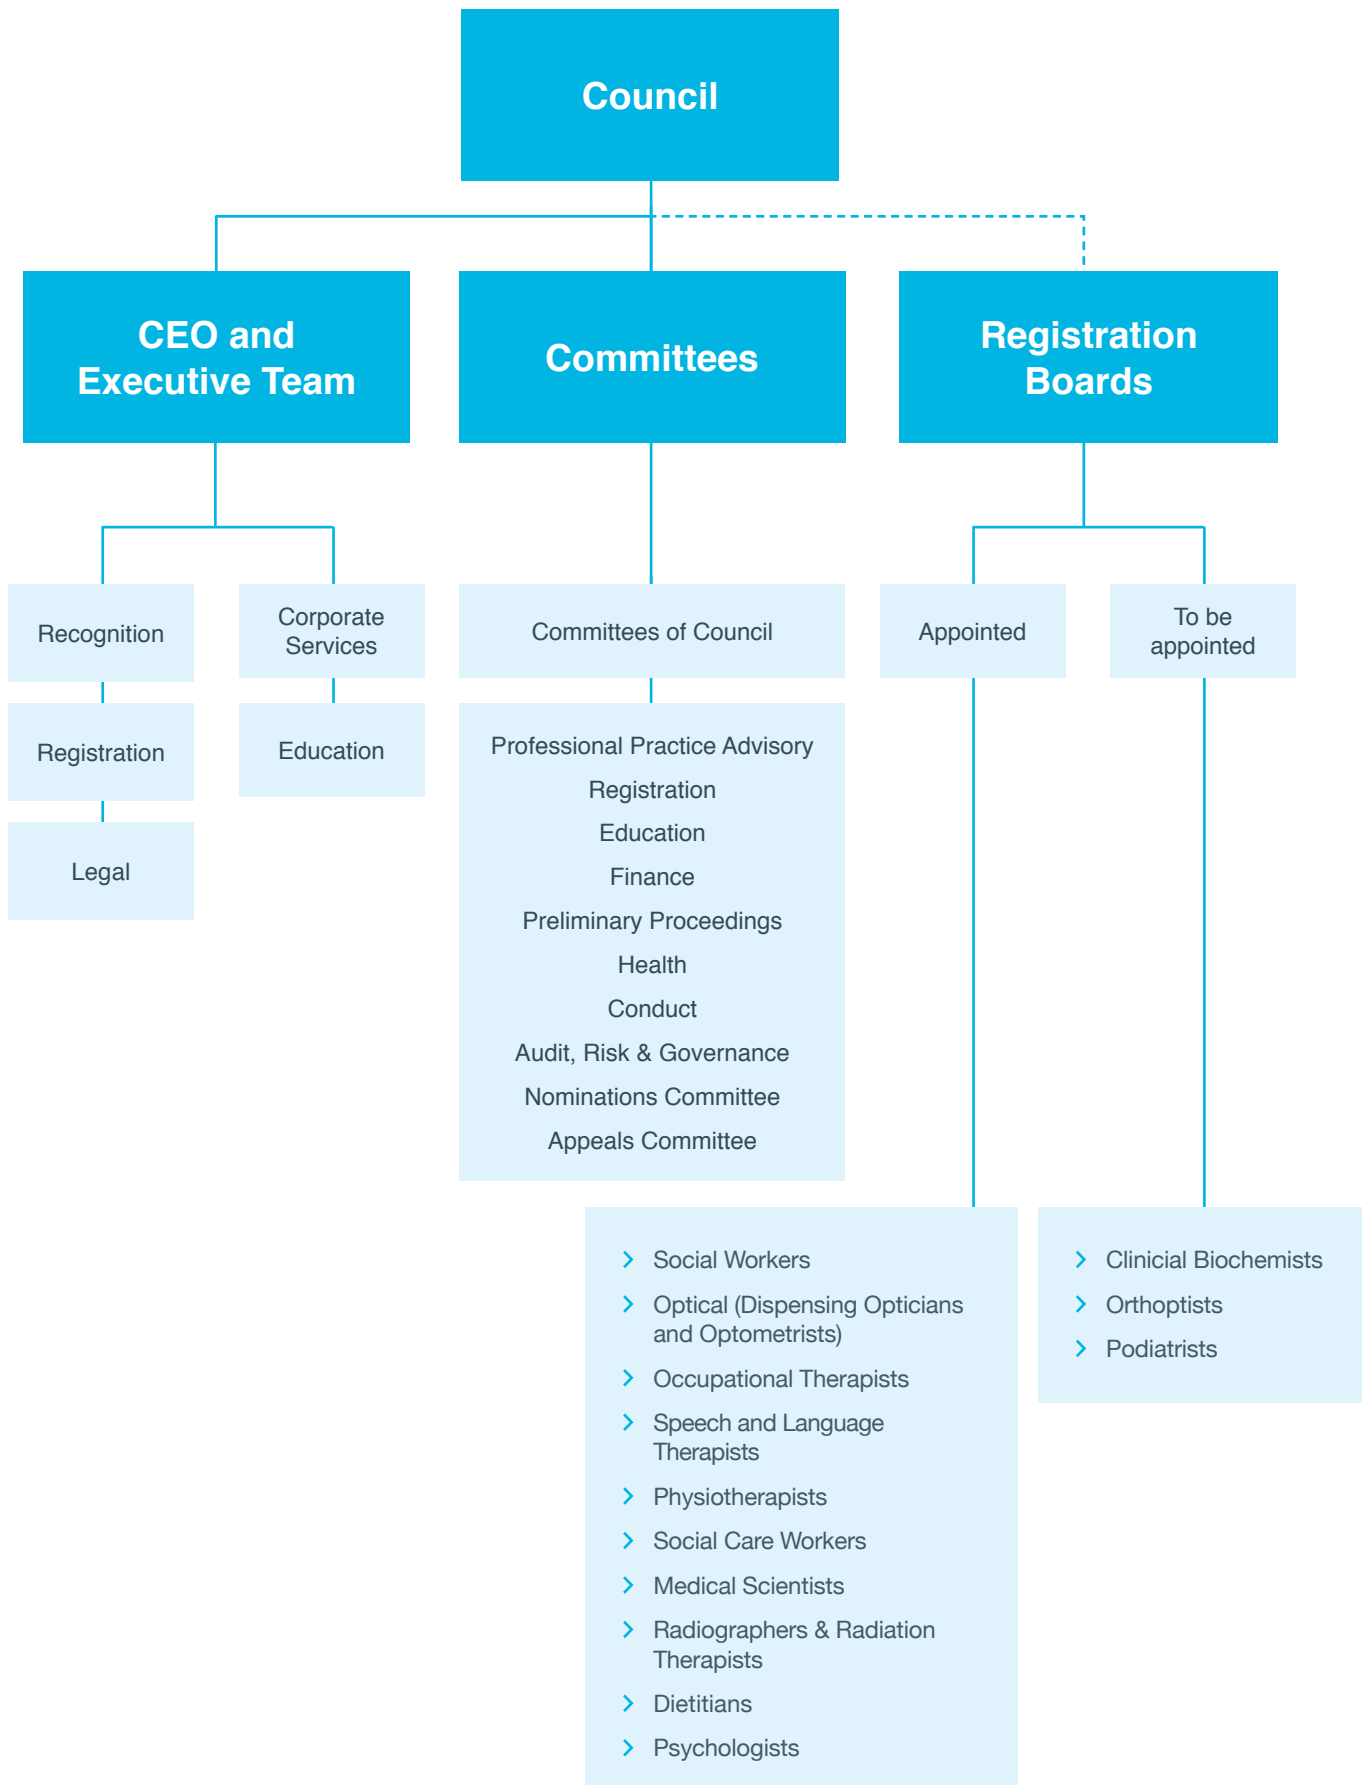 Council
CEO and
Executive Team
Committees
Registration
Boards
Recognition
Registration
Legal
Corporate
Services
Education
Committees of Council
Professional Practice Advisory
Registration
Education
Finance
Preliminary Proceedings
Health
Conduct
Audit, Risk & Governance
Nominations Committee
Appeals Committee
Appointed
To be
appointed
Social Workers
Optical (Dispensing Opticians
and Optometrists)
Occupational Therapists
Speech and Language
Therapists
Physiotherapists
Social Care Workers
Medical Scientists
Radiographers & Radiation
Therapists
Dietitians
Psychologists
Clinicial Biochemists
Orthoptists
Podiatrists